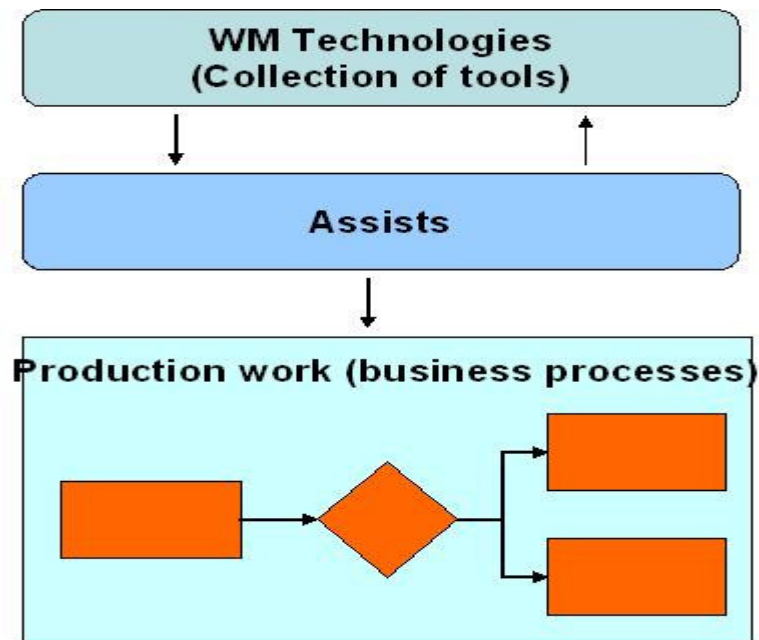 WM Technologies
(Collection of tools)
Assists
Production work (business processes)